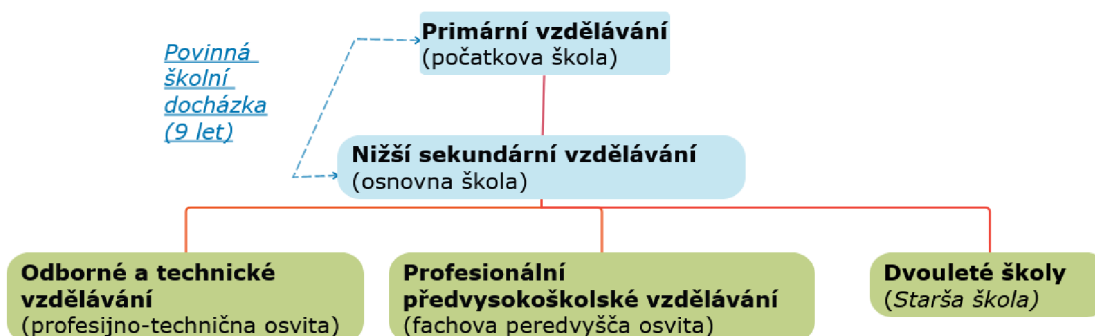 Primární vzdělávání
(počatkova škola)
Povinná
školní
docházka
(9 let)
Nižší sekundární vzdělávání
(osnovna škola)
Odborné a technické
vzdělávání
(profesijno-technična osvita)
Profesionální
předvysokoškolské vzdělávání
(fachova peredvyšča osvita)
Dvouleté školy
(Starša škola)